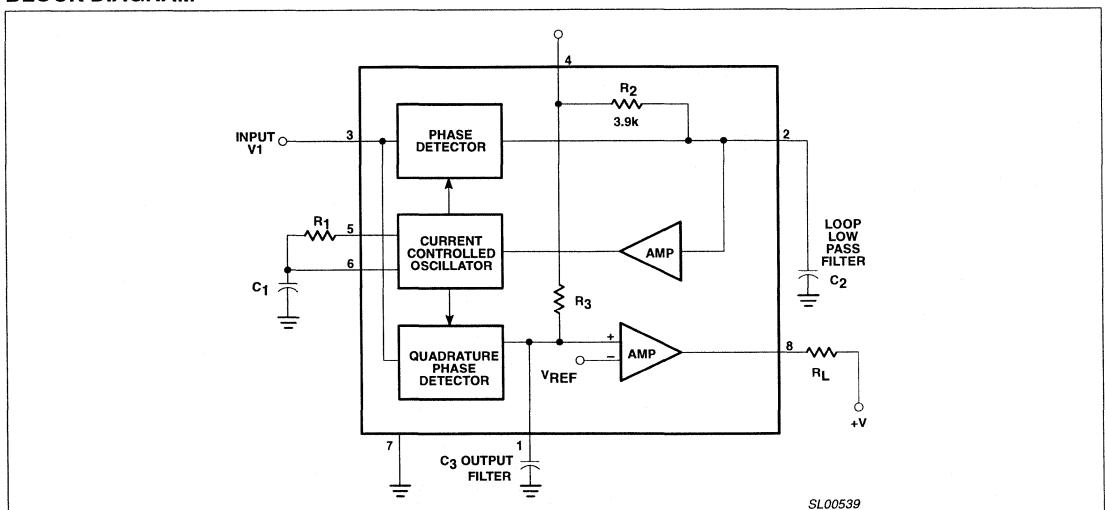 BLOCK DIAGRAM
4
R2
3.9k
INPUT
V1
3
PHASE
DETECTOR
2
R1
5
6
C1
CURRENT
CONTROLLED
OSCILLATOR
AMP
LOOP
LOW
PASS
FILTER
C2
R3
QUADRATURE
PHASE
DETECTOR
+
–
AMP
VREF
8
RL
+V
7
1
C3 OUTPUT
FILTER
SL00539